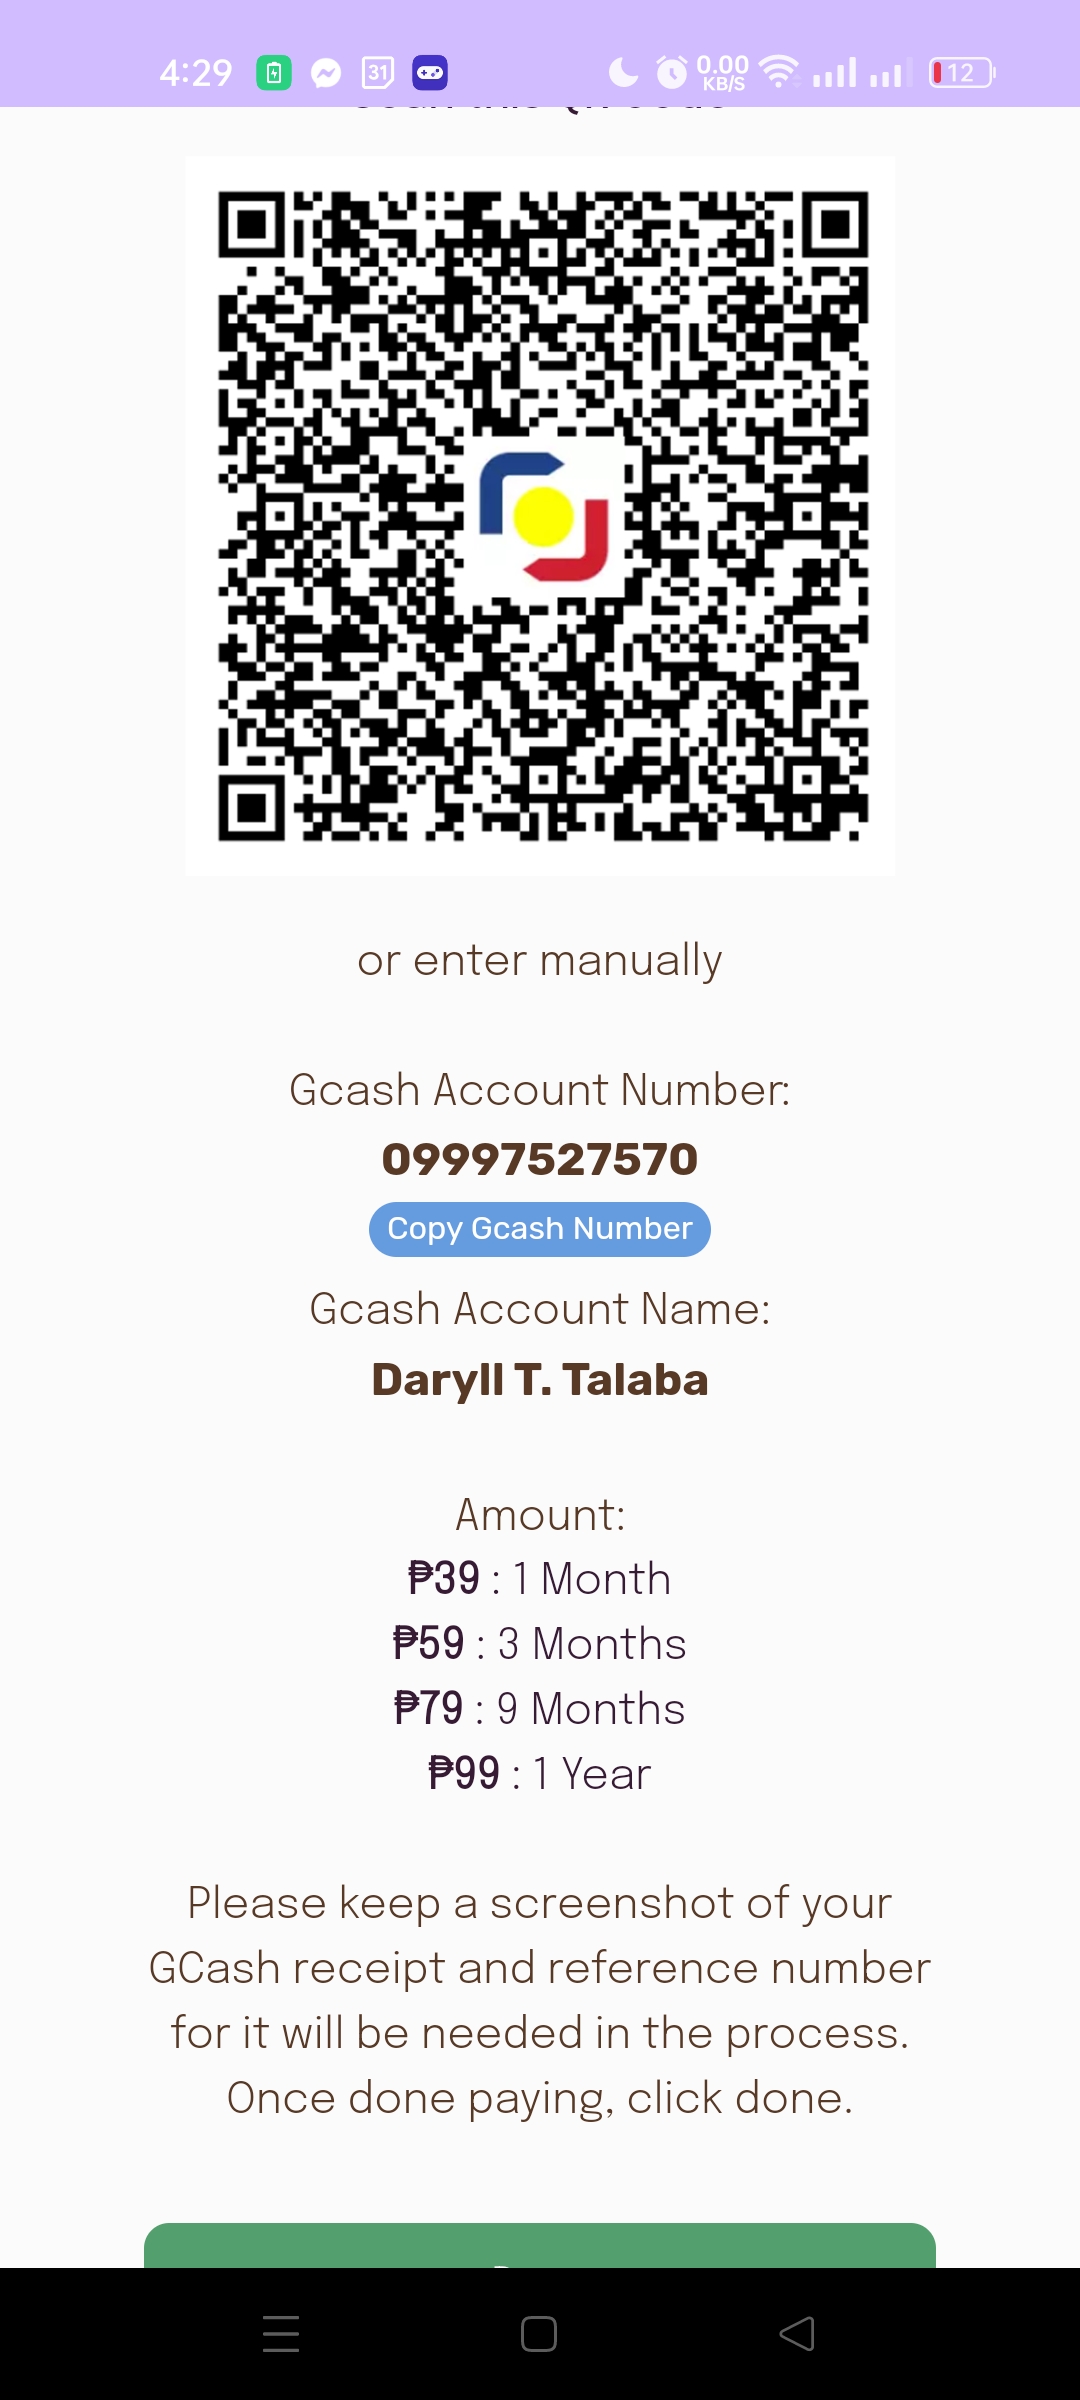 4:29
31
0.00
KB/S
12
or enter manually
Gcash Account Number:
09997527570
Copy Gcash Number
Gcash Account Name:
Daryll T. Talaba
Amount:
₱39 : 1 Month
₱59 : 3 Months
₱79 : 9 Months
₱99 : 1 Year
Please keep a screenshot of your
GCash receipt and reference number
for it will be needed in the process.
Once done paying, click done.